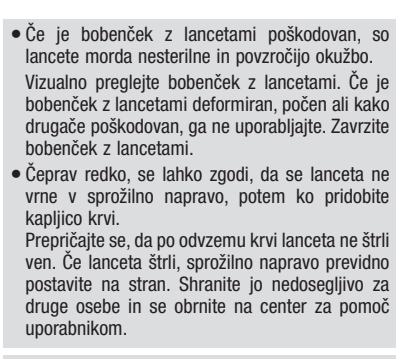 • Če je bobenček z lancetami poškodovan, so
lancete morda nesterilne in povzročijo okužbo.
Vizualno preglejte bobenček z lancetami. Če je
bobenček z lancetami deformiran, počen ali kako
drugače poškodovan, ga ne uporabljajte. Zavrzite
bobenček z lancetami.
• Čeprav redko, se lahko zgodi, da se lanceta ne
vrne v sprožilno napravo, potem ko pridobite
kapljico krvi.
Prepričajte se, da po odvzemu krvi lanceta ne štrli
ven. Če lanceta štrli, sprožilno napravo previdno
postavite na stran. Shranite jo nedosegljivo za
druge osebe in se obrnite na center za pomoč
uporabnikom.